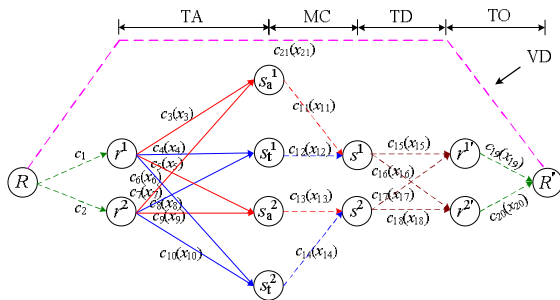 TA MC TD TO
c21(x21)
VD
sa1
c3(x3)
c11(x11)
c1
r1
c4(x4)
st1
c12(x12)
s1
c15(x15)
r1'
c19(x19)
c5(x5)
c16(x16)
R
c6(x6)
R'
c7(x7)
c2
r2
c8(x8)
c9(x9)
sa2
c13(x13)
s2
c17(x17)
c18(x18)
r2'
c20(x20)
c10(x10)
c14(x14)
st2